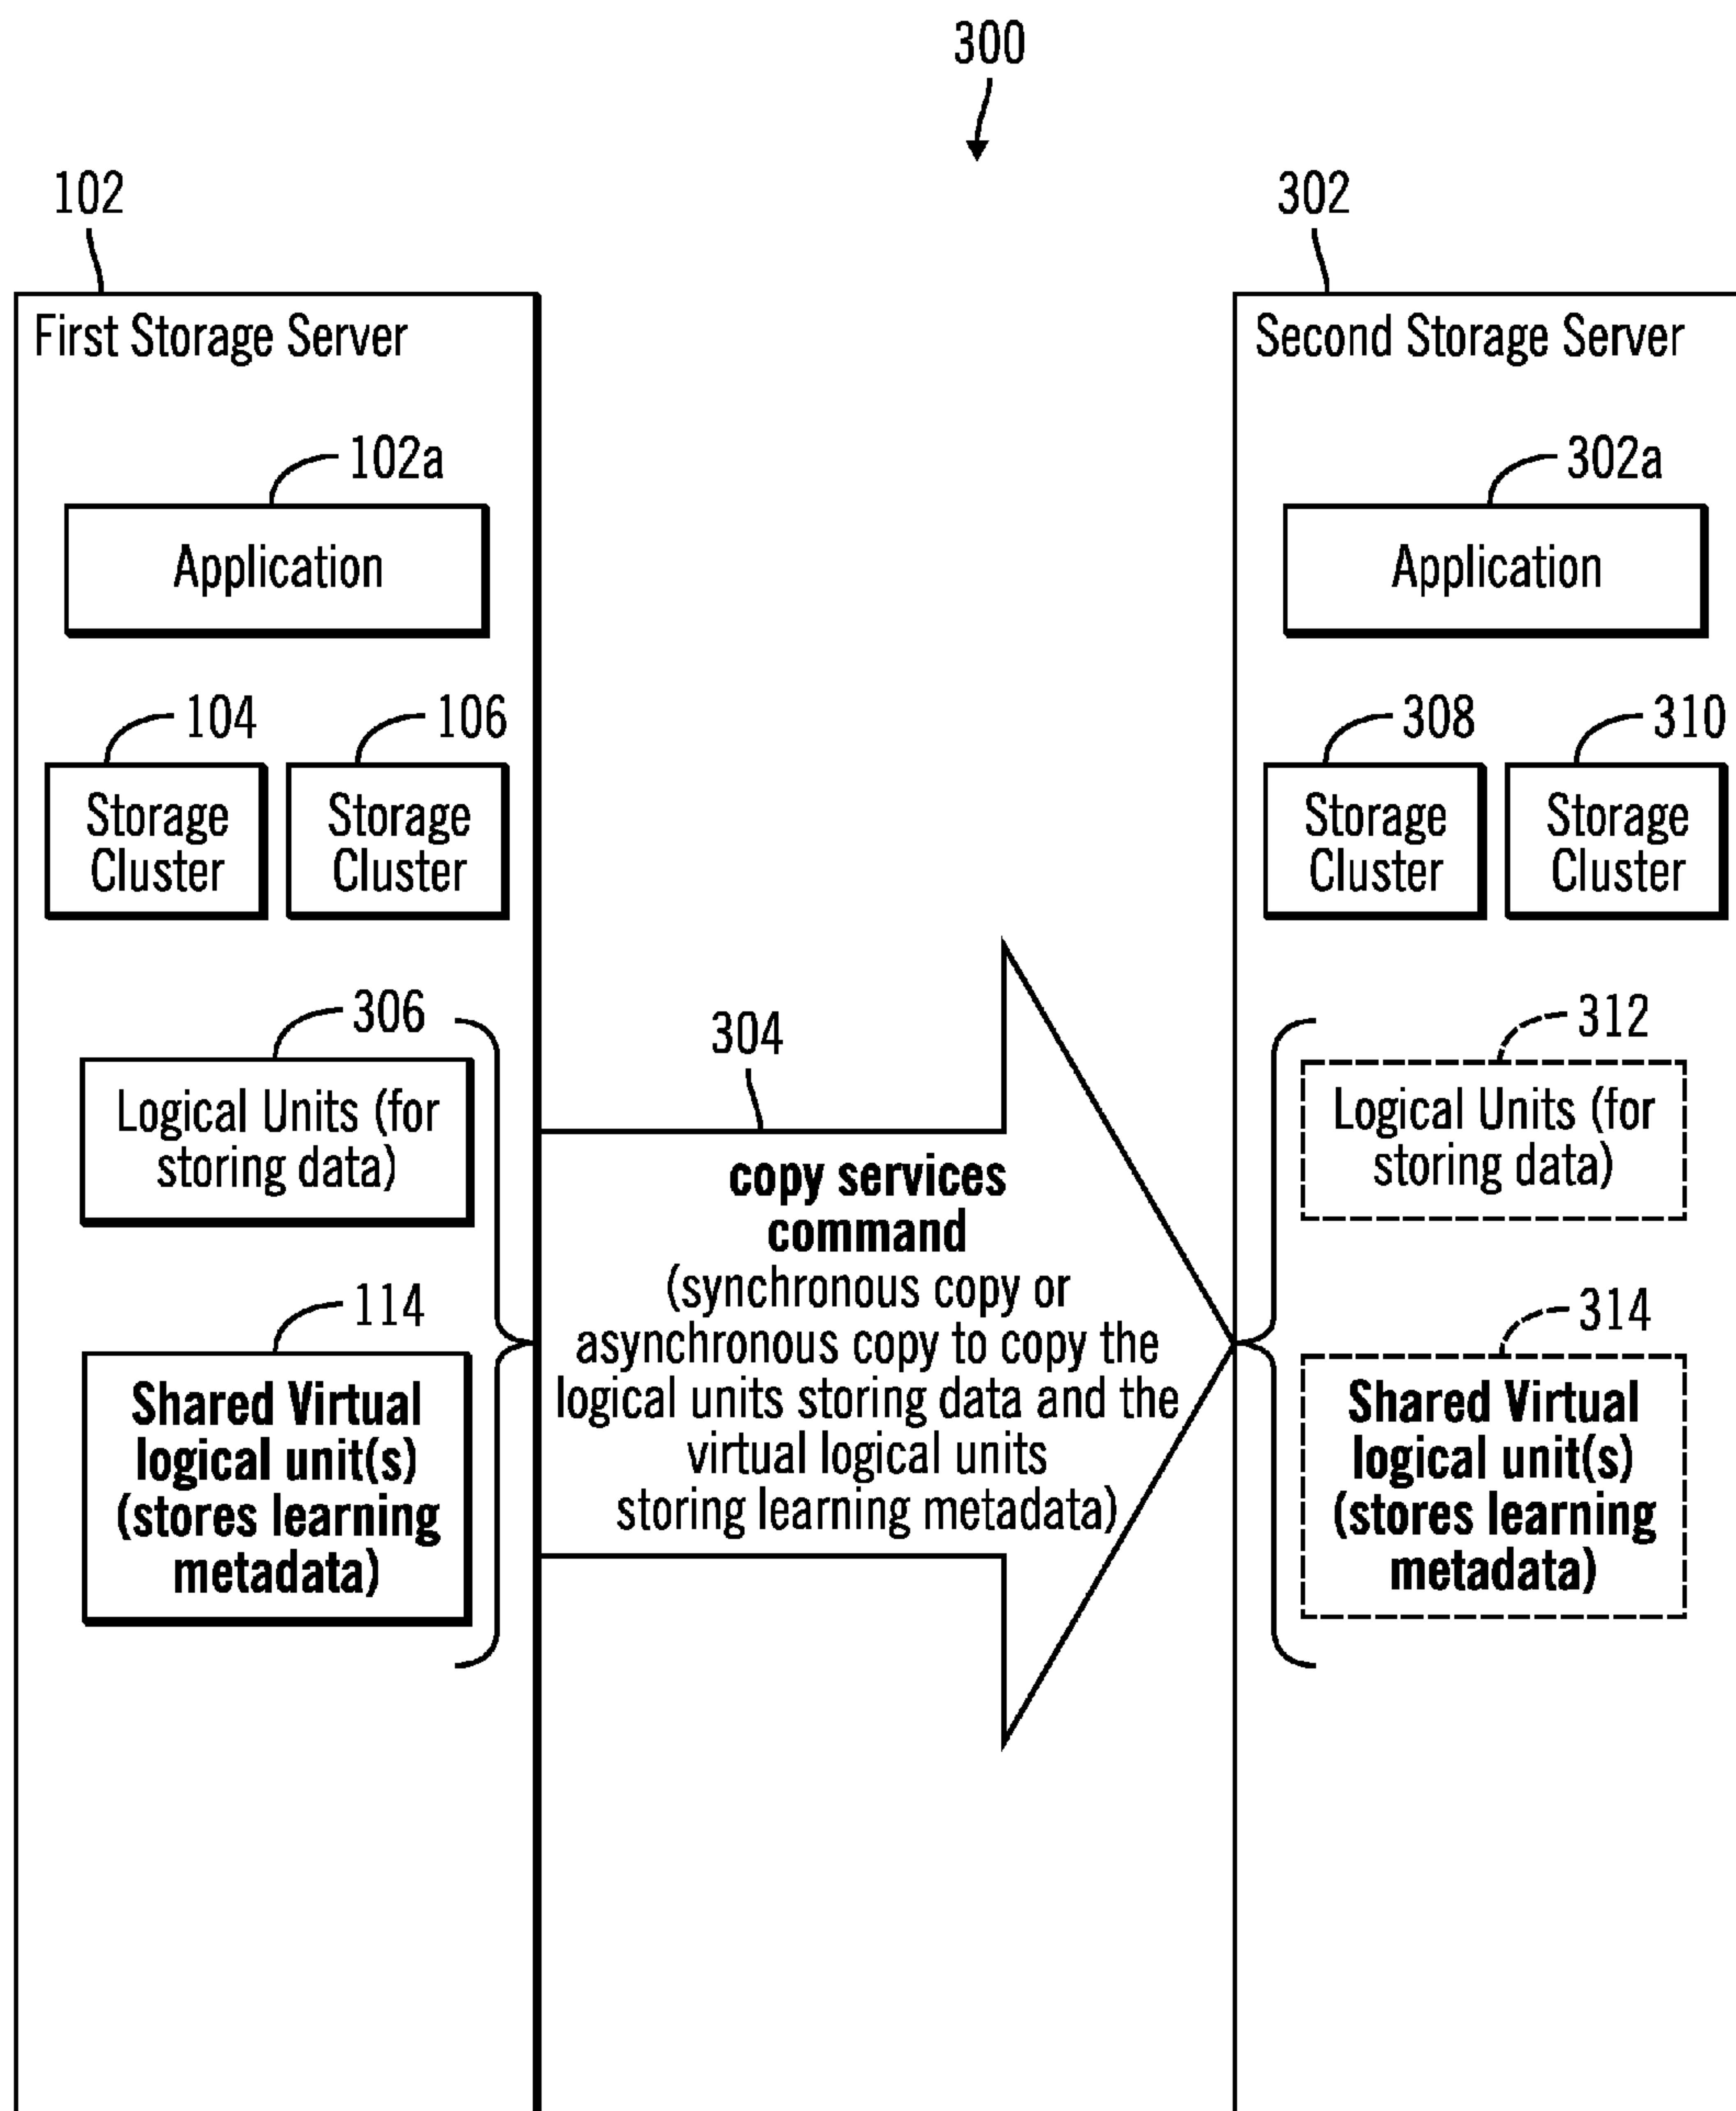 300
102
302
First Storage Server
Second Storage Server
102a
302a
Application
Application
104
106
308
310
Storage
Cluster
Storage
Cluster
Storage
Cluster
Storage
Cluster
306
Logical Units (for
storing data)
114
Shared Virtual
logical unit(s)
(stores learning
metadata)
304
copy services
command
(synchronous copy or
asynchronous copy to copy the
logical units storing data and the
virtual logical units
storing learning metadata)
312
Logical Units (for
storing data)
314
Shared Virtual
logical unit(s)
(stores learning
metadata)